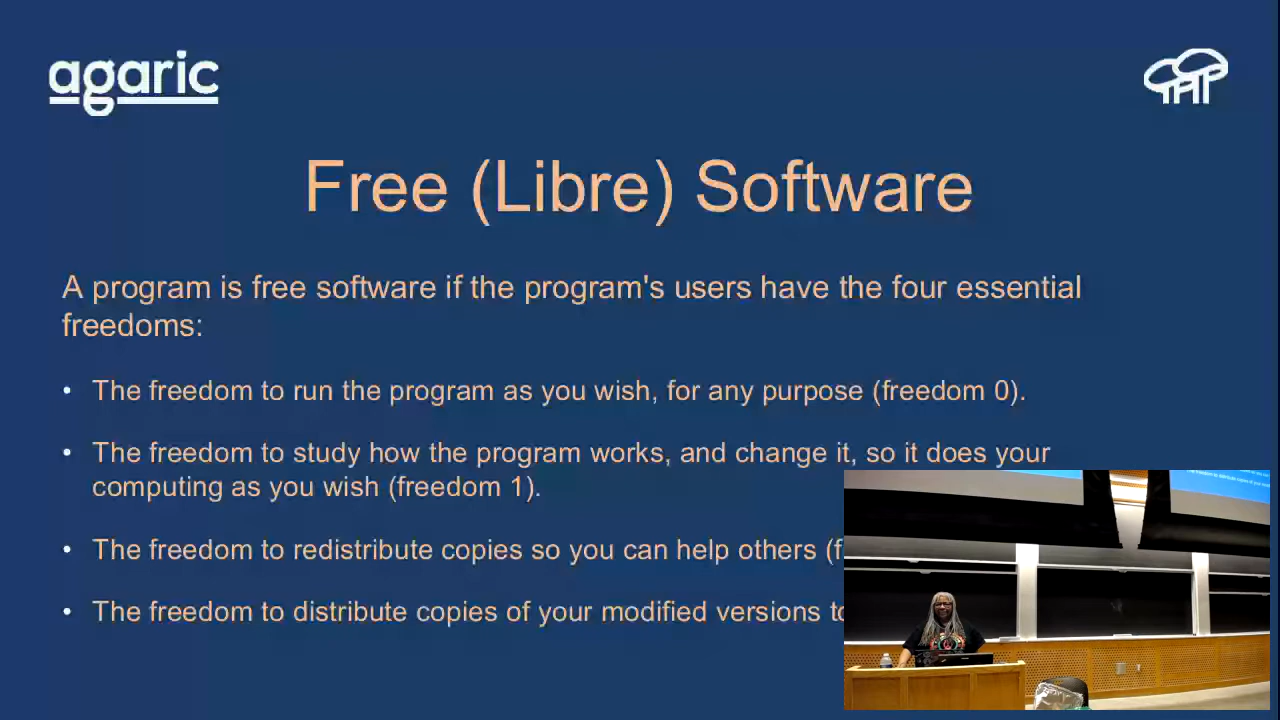 agaric
Free (Libre) Software
A program is free software if the program's users have the four essential
freedoms:
• The freedom to run the program as you wish, for any purpose (freedom 0).
• The freedom to study how the program works, and change it, so it does your
computing as you wish (freedom 1).
• The freedom to redistribute copies so you can help others (f
• The freedom to distribute copies of your modified versions to